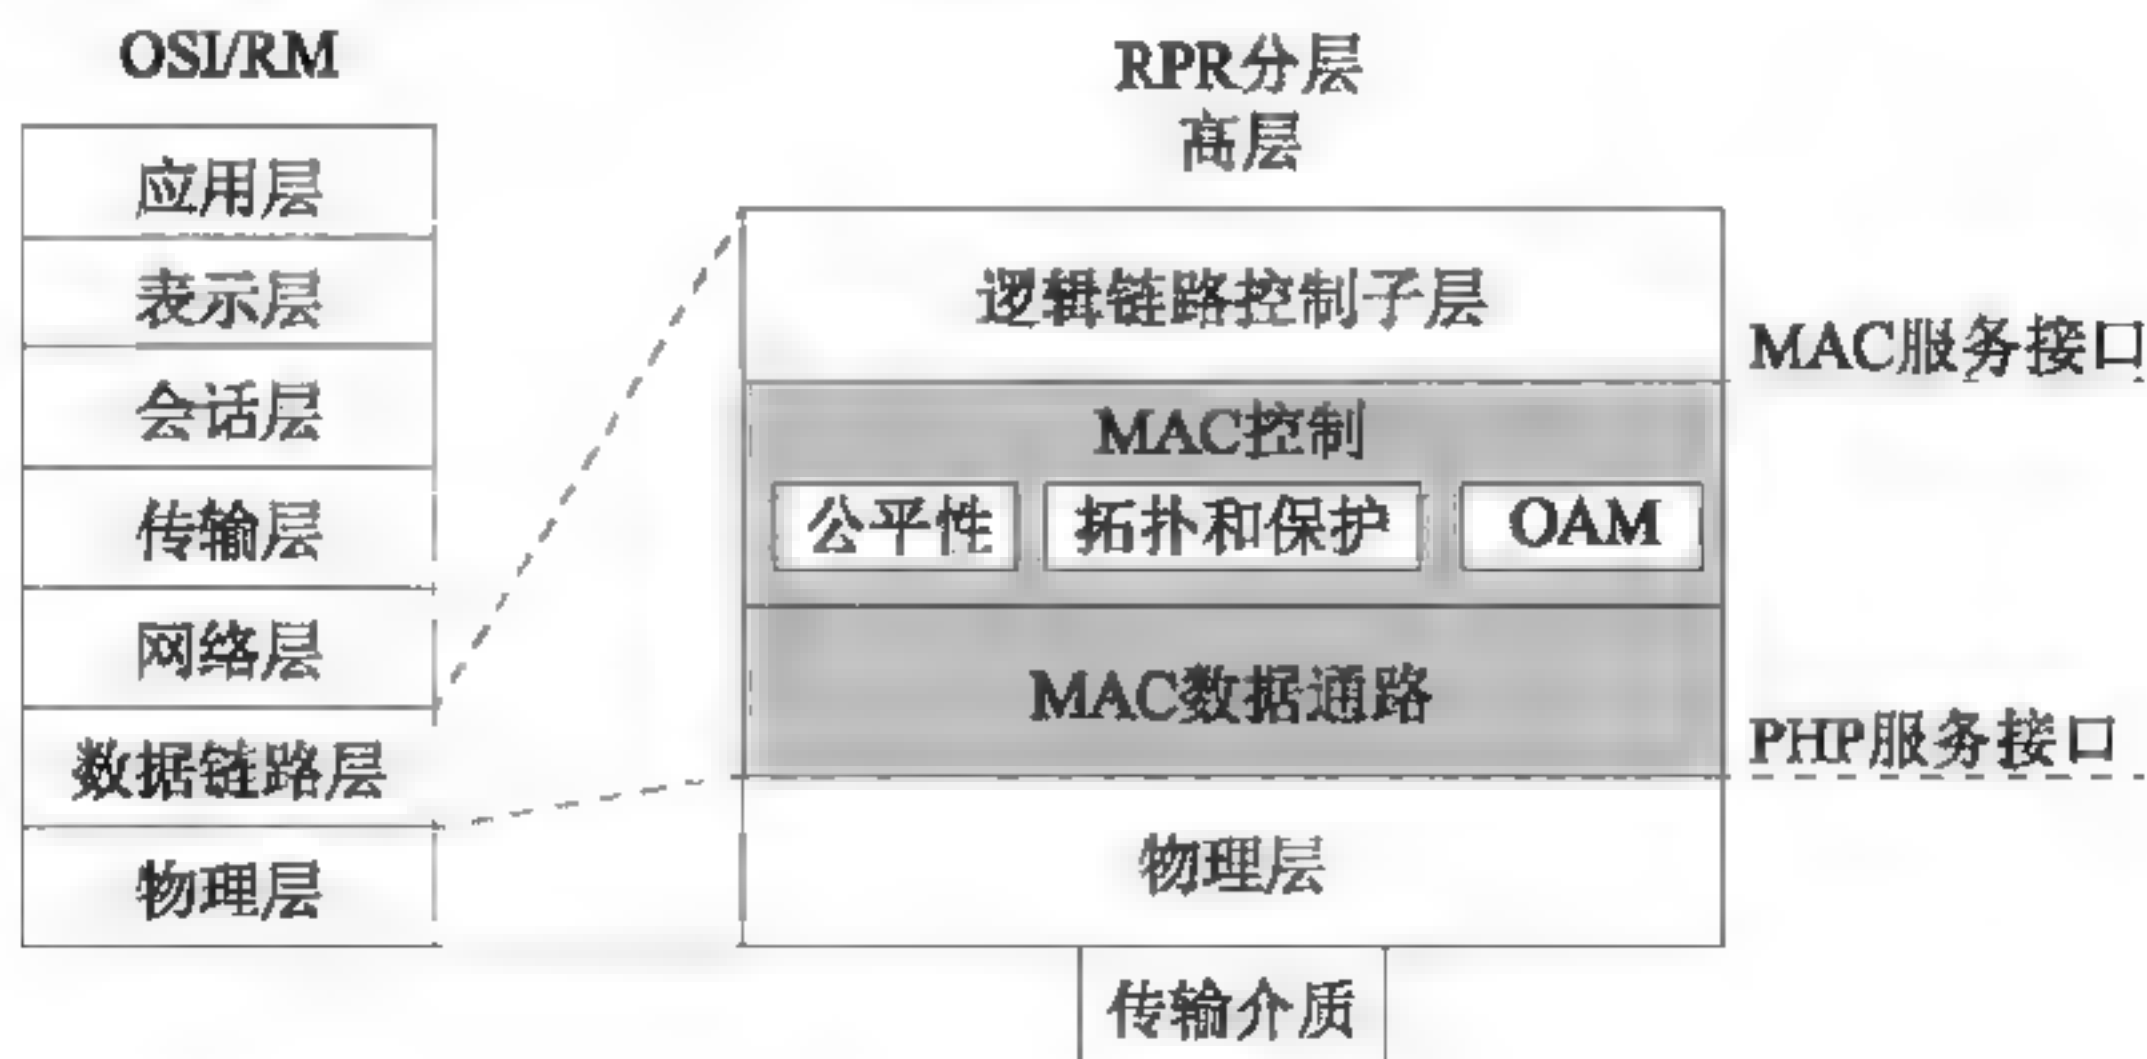 OSI/RM
应用层
表示层
会话层
传输层
网络层
数据链路层
物理层
RPR分层
高层
逻辑链路控制子层
MAC服务接口
MAC控制
公平性
拓扑和保护
OAM
MAC数据通路
PHP服务接口
物理层
传输介质